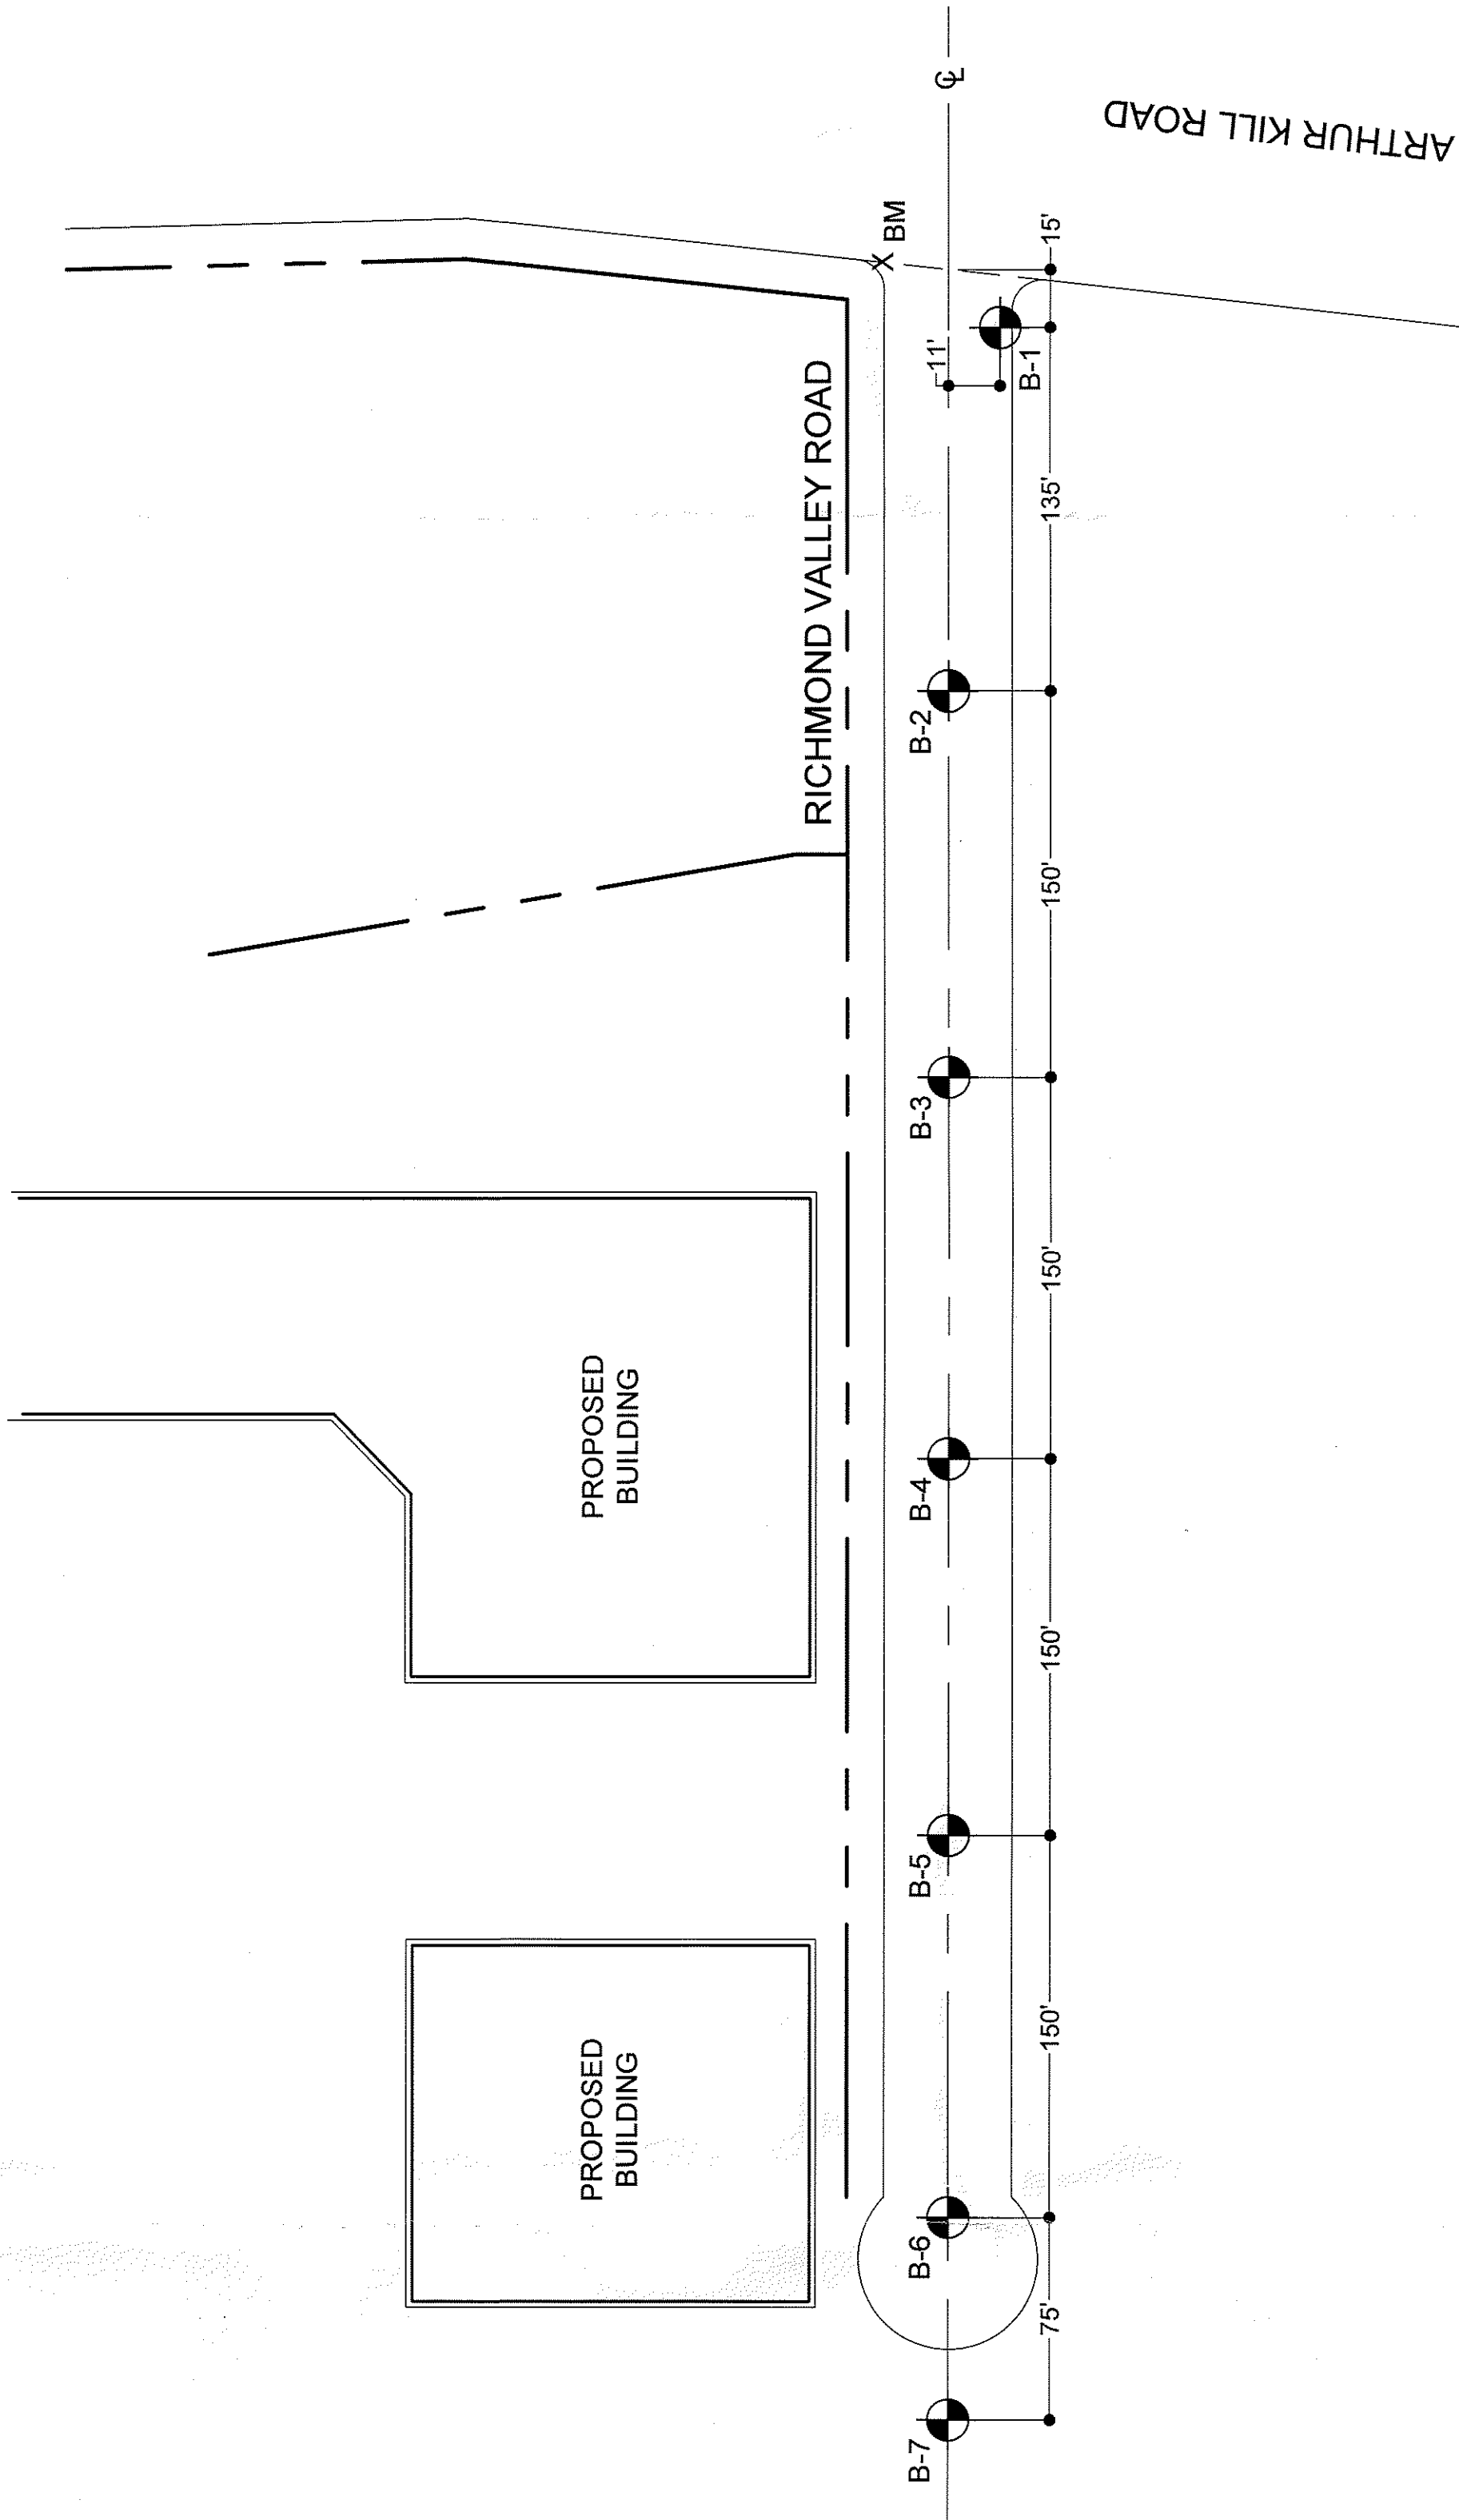 ℄
ARTHUR KILL ROAD
BM
15'
11'
B-1
RICHMOND VALLEY ROAD
135'
B-2
150'
B-3
150'
PROPOSED
BUILDING
B-4
150'
B-5
150'
PROPOSED
BUILDING
B-6
75'
B-7